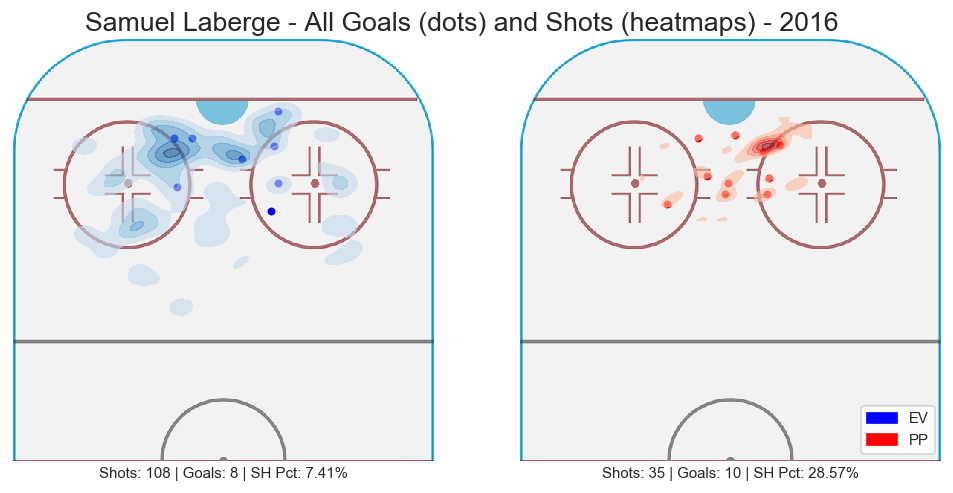 Samuel Laberge - All Goals (dots) and Shots (heatmaps) - 2016
EV
PP
Shots: 108 | Goals: 8 | SH Pct: 7.41%
Shots: 35 | Goals: 10 | SH Pct: 28.57%